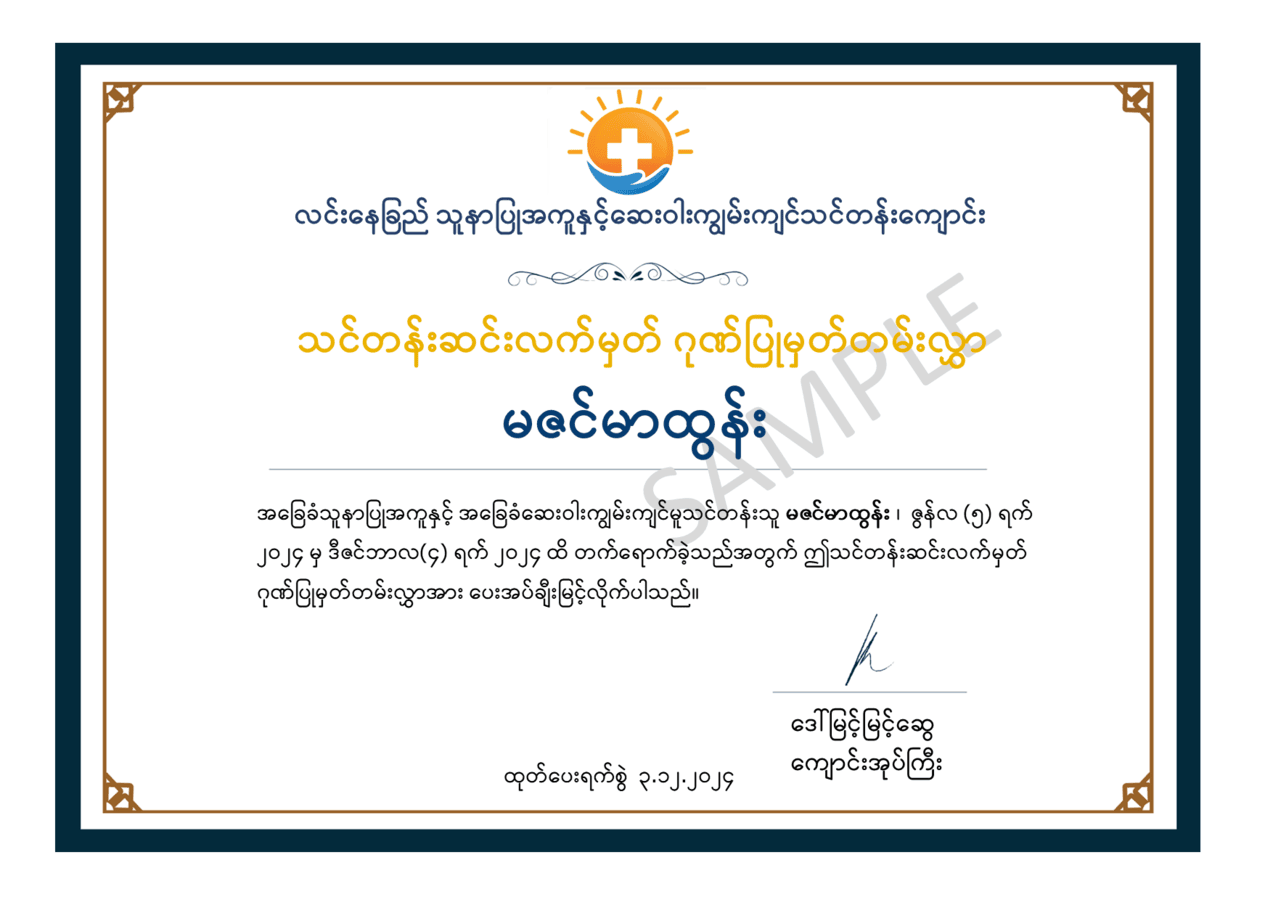 လင်းနေခြည် သူနာပြုအကူနှင့်ဆေးဝါးကျွမ်းကျင်သင်တန်းကျောင်း
သင်တန်းဆင်းလက်မှတ် ဂုဏ်ပြုမှတ်တမ်းလွှာ
မဇင်မာထွန်း
SAMPLE
အခြေခံသူနာပြုအကူနှင့် အခြေခံဆေးဝါးကျွမ်းကျင်မှုသင်တန်းသူ မဇင်မာထွန်း ၊ ဇွန်လ (၅) ရက်
၂၀၂၄ မှ ဒီဇင်ဘာလ(၄) ရက် ၂၀၂၄ ထိ တက်ရောက်ခဲ့သည်အတွက် ဤသင်တန်းဆင်းလက်မှတ်
ဂုဏ်ပြုမှတ်တမ်းလွှာအား ပေးအပ်ချီးမြှင့်လိုက်ပါသည်။
ဒေါ်မြင့်မြင့်ဆွေ
ကျောင်းအုပ်ကြီး
ထုတ်ပေးရက်စွဲ ၃.၁၂.၂၀၂၄